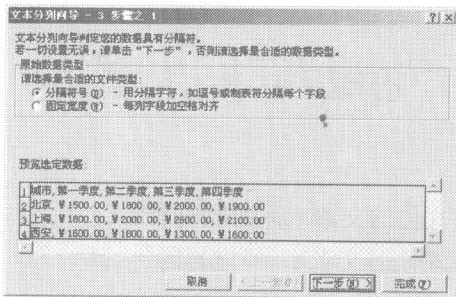 文本分列向导 - 3 步骤之 1
文本分列向导判定您的数据具有分隔符。
若一切设置无误，请单击“下一步”，否则请选择最合适的数据类型。
原始数据类型
请选择最合适的文件类型:
分隔符号(D) - 用分隔字符，如逗号或制表符分隔每个字段
固定宽度(W) - 每列字段加空格对齐
预览选定数据:
1 城市,第一季度,第二季度,第三季度,第四季度
2 北京,¥1500.00,¥1800.00,¥2000.00,¥1900.00
3 上海,¥1800.00,¥2000.00,¥2600.00,¥2100.00
4 西安,¥1600.00,¥1800.00,¥1300.00,¥1600.00
取消 <上一步(B) 下一步(N) > 完成(F)